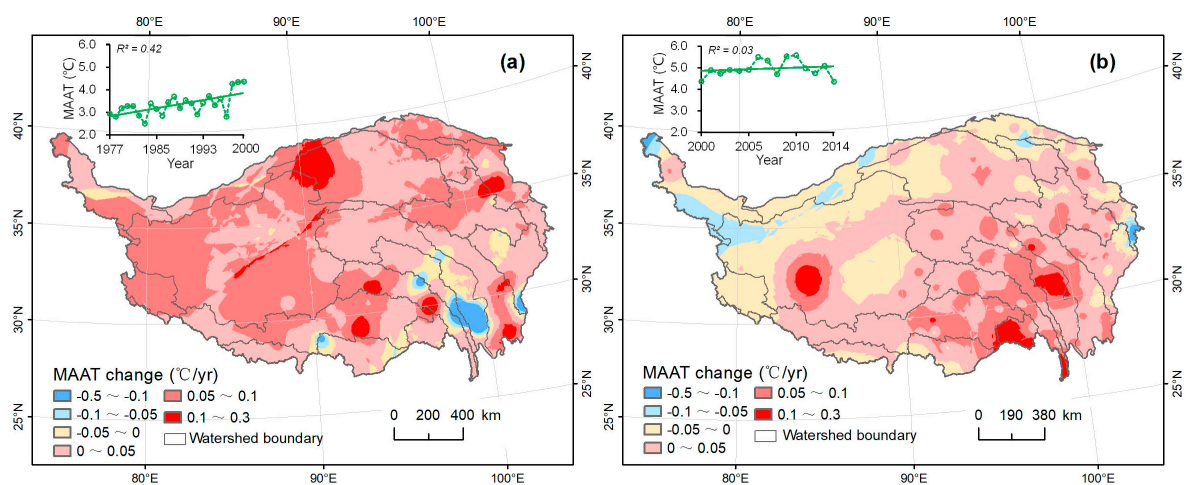 80°E 90°E 100°E
(a)
R² = 0.42
MAAT (℃)
6.0
5.0
4.0
3.0
2.0
1977 1985 1993 2000
Year
40°N
35°N
30°N
25°N
40°N
35°N
30°N
25°N
MAAT change (℃/yr)
-0.5 ～ -0.1
-0.1 ～ -0.05
-0.05 ～ 0
0 ～ 0.05
0.05 ～ 0.1
0.1 ～ 0.3
Watershed boundary
0 200 400 km
80°E 90°E 100°E
80°E 90°E 100°E
(b)
R² = 0.03
MAAT (℃)
6.0
5.0
4.0
3.0
2.0
2000 2005 2010 2014
Year
40°N
35°N
30°N
25°N
40°N
35°N
30°N
25°N
MAAT change (℃/yr)
-0.5 ～ -0.1
-0.1 ～ -0.05
-0.05 ～ 0
0 ～ 0.05
0.05 ～ 0.1
0.1 ～ 0.3
Watershed boundary
0 190 380 km
80°E 90°E 100°E